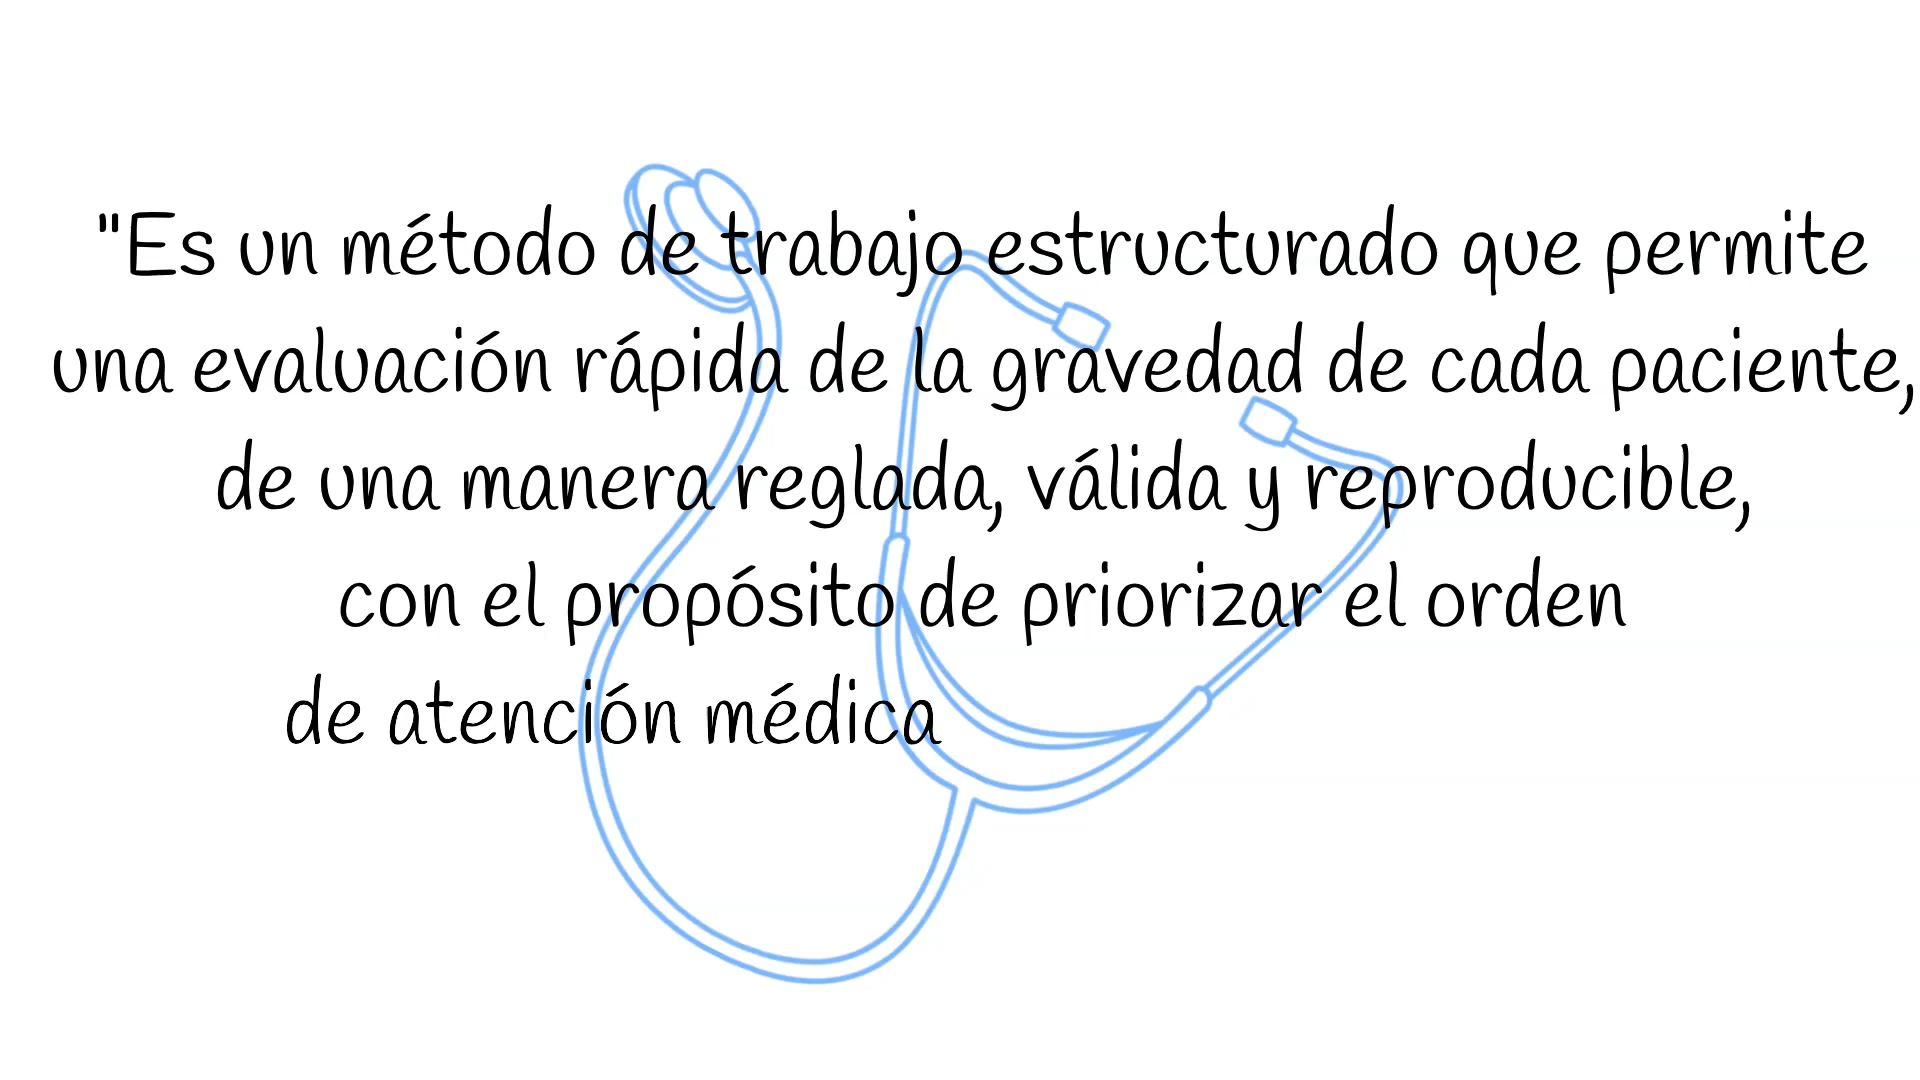 "Es un método de trabajo estructurado que permite
una evaluación rápida de la gravedad de cada paciente,
de una manera reglada, válida y reproducible,
con el propósito de priorizar el orden
de atención médica